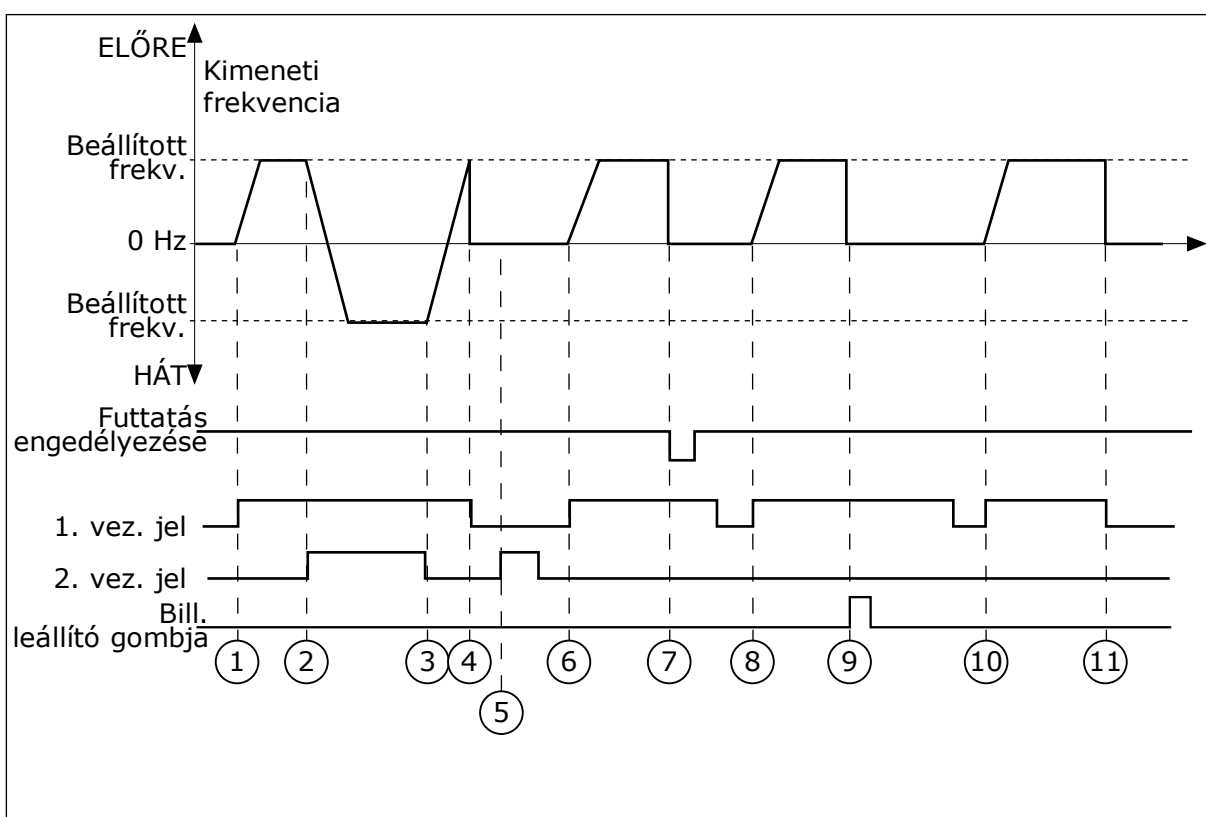 ELŐRE
Kimeneti
frekvencia
Beállított
frekv.
0 Hz
Beállított
frekv.
HÁT
Futtatás
engedélyezése
1. vez. jel
2. vez. jel
Bill.
leállító gombja
1 2 3 4 6 7 8 9 10 11
5